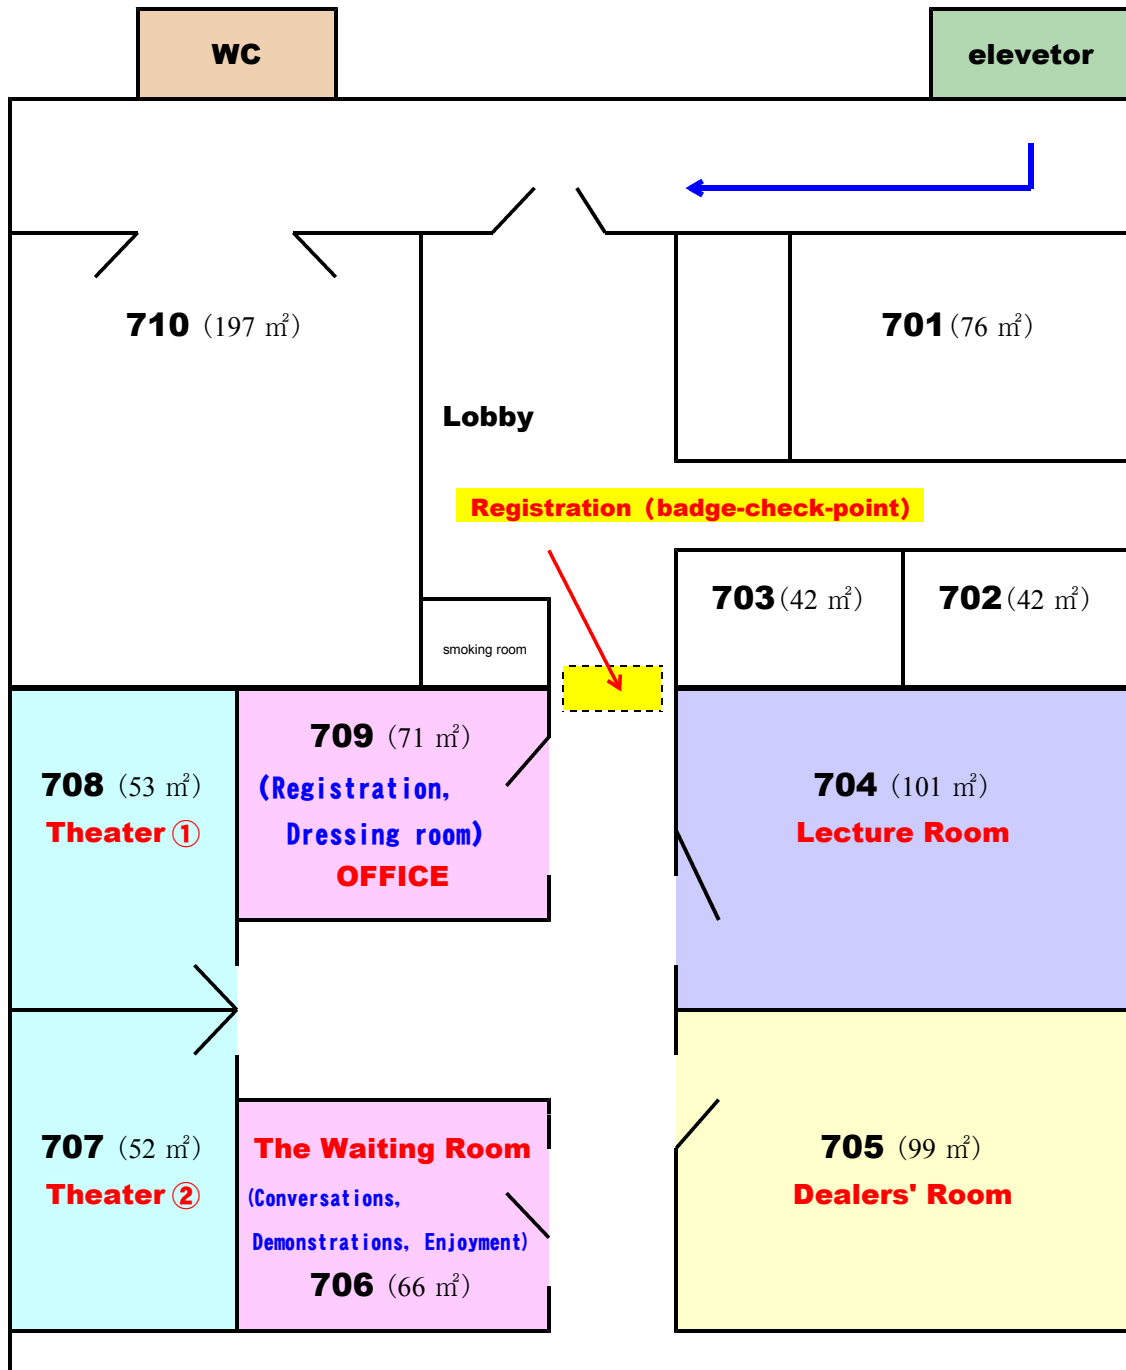 WC
elevetor
710 (197 ㎡)
701 (76 ㎡)
Lobby
Registration (badge-check-point)
703 (42 ㎡)
702 (42 ㎡)
smoking room
709 (71 ㎡)
(Registration,
Dressing room)
OFFICE
708 (53 ㎡)
Theater ①
704 (101 ㎡)
Lecture Room
707 (52 ㎡)
Theater ②
The Waiting Room
(Conversations,
Demonstrations, Enjoyment)
706 (66 ㎡)
705 (99 ㎡)
Dealers' Room